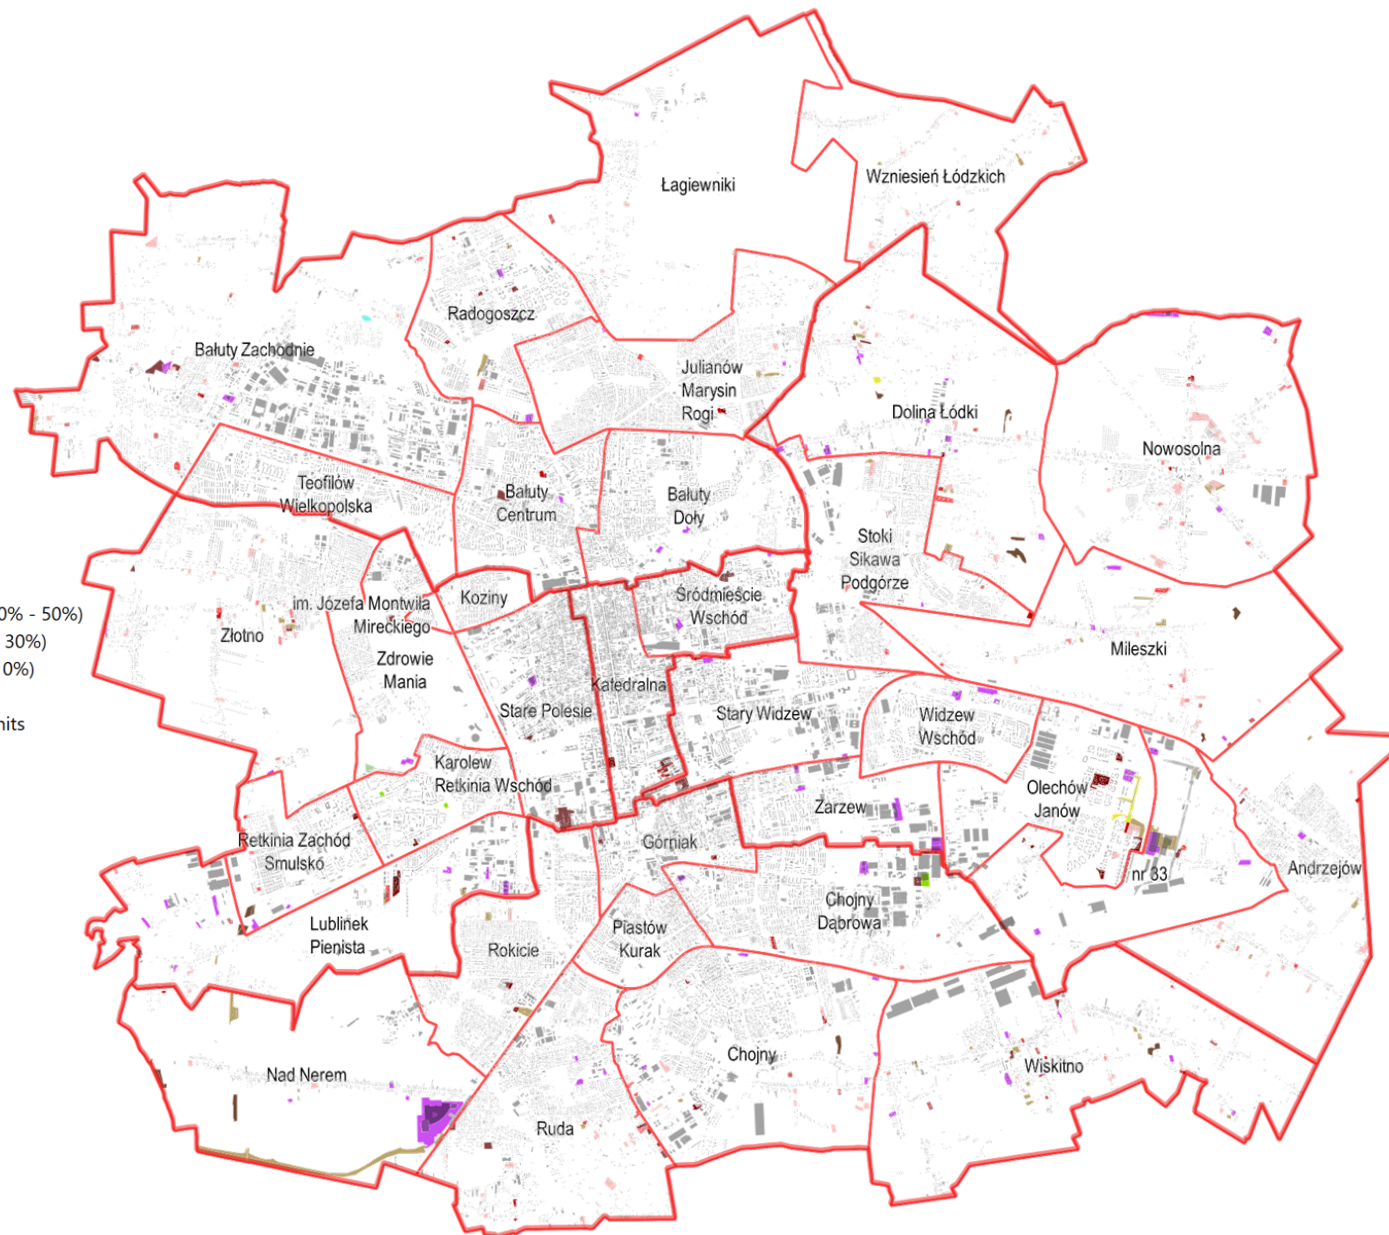 Łagiewniki
Wzniesień Łódzkich
Radogoszcz
Bałuty Zachodnie
Julianów
Marysin
Rogi
Dolina Łódki
Nowosolna
Teofilów
Wielkopolska
Bałuty
Centrum
Bałuty
Doły
Stoki
Sikawa
Podgórze
im. Józefa Montwiła
Mireckiego
Koziny
Śródmieście
Wschód
0% - 50%)
30%)
0%)
nits
Złotno
Zdrowie
Mania
Mileszki
Katedralna
Stare Polesie
Stary Widzew
Widzew
Wschód
Karolew
Retkinia Wschód
Olechów
Janów
Zarzew
Retkinia Zachód
Smulsko
Górniak
nr 33
Andrzejów
Chojny
Dąbrowa
Lublinek
Pienista
Piastów
Kurak
Rokicie
Chojny
Wiskitno
Nad Nerem
Ruda